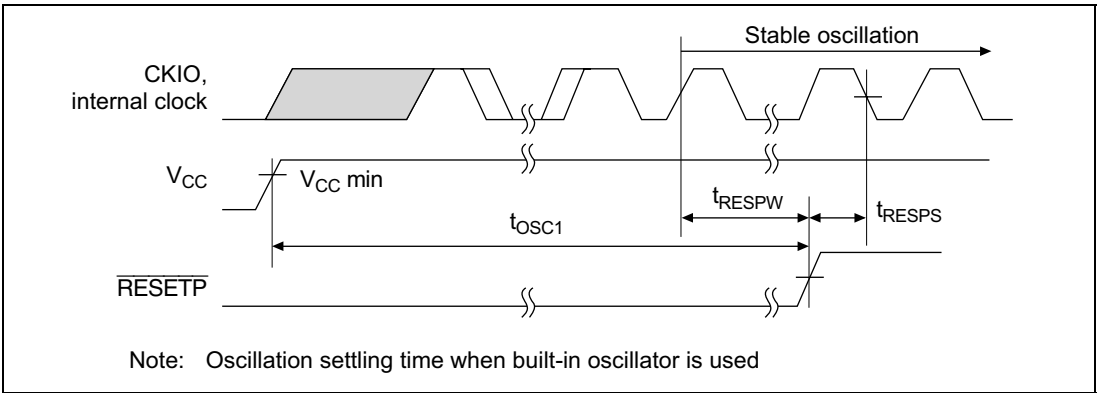 Stable oscillation
CKIO,
internal clock
VCC
VCC min
tRESPW
tRESPS
tOSC1
RESETP
Note: Oscillation settling time when built-in oscillator is used